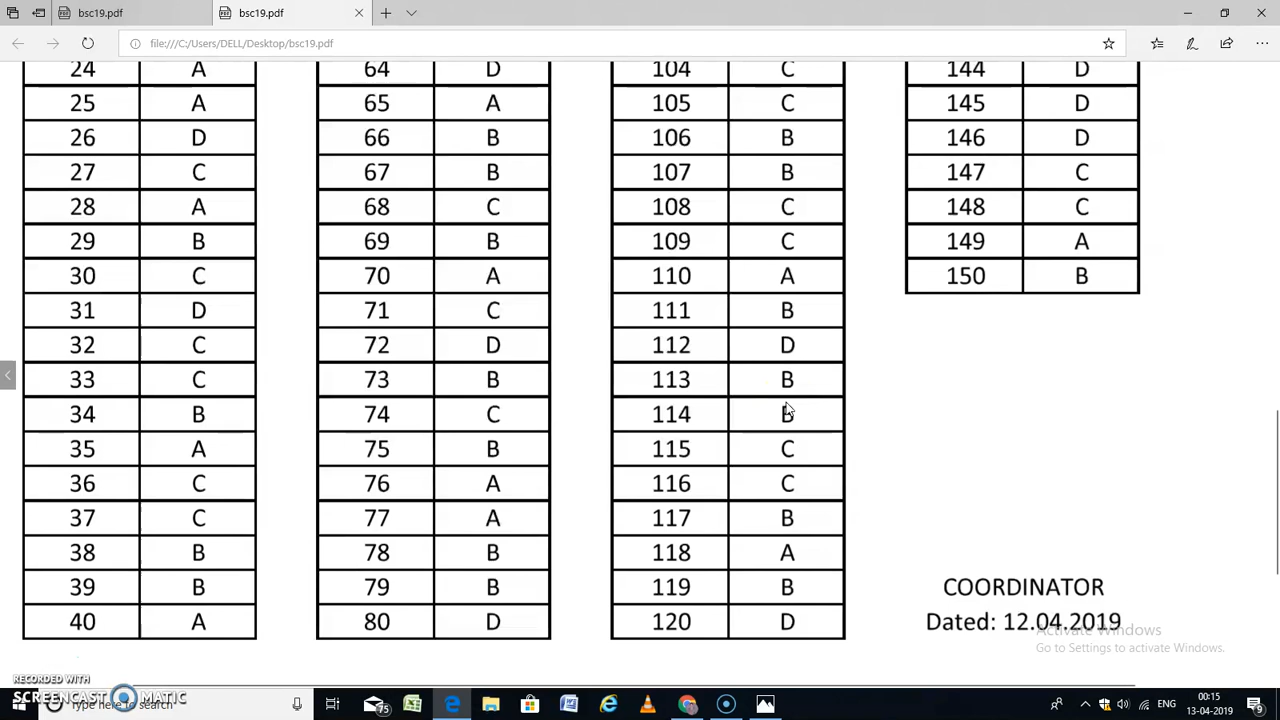 bsc19.pdf
bsc19.pdf
file:///C:/Users/DELL/Desktop/bsc19.pdf
24 A 64 D 104 C 144 D
25 A 65 A 105 C 145 D
26 D 66 B 106 B 146 D
27 C 67 B 107 B 147 C
28 A 68 C 108 C 148 C
29 B 69 B 109 C 149 A
30 C 70 A 110 A 150 B
31 D 71 C 111 B
32 C 72 D 112 D
33 C 73 B 113 B
34 B 74 C 114 B
35 A 75 B 115 C
36 C 76 A 116 C
37 C 77 A 117 B
38 B 78 B 118 A
39 B 79 B 119 B COORDINATOR
40 A 80 D 120 D Dated: 12.04.2019
Activate Windows
Go to Settings to activate Windows.
RECORDED WITH
SCREENCAST MATIC
Type here to search
75
ENG
00:15
13-04-2019